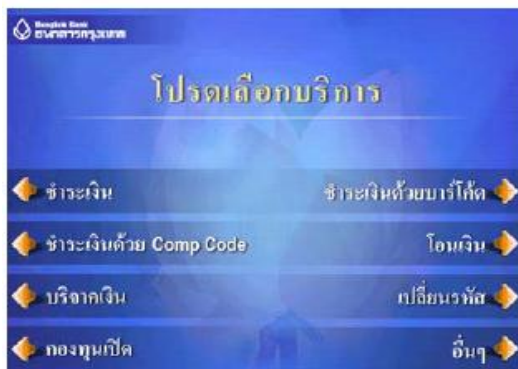 Bangkok Bank
ธนาคารกรุงเทพ
โปรดเลือกบริการ
ชำระเงิน
ชำระเงินด้วยบาร์โค้ด
ชำระเงินด้วย Comp Code
โอนเงิน
บริจาคเงิน
เปลี่ยนรหัส
กองทุนเปิด
อื่นๆ